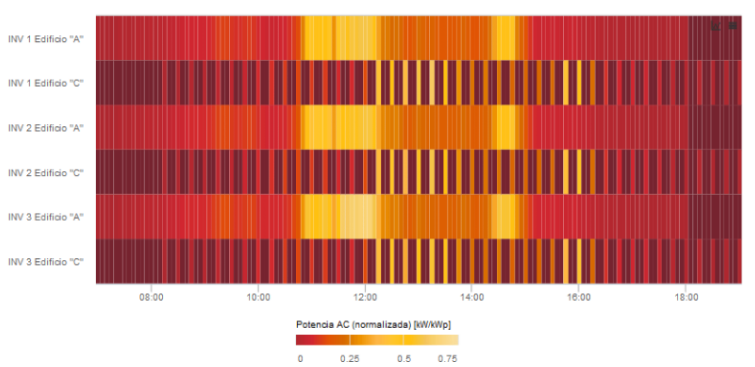 INV 1 Edificio "A"
INV 1 Edificio "C"
INV 2 Edificio "A"
INV 2 Edificio "C"
INV 3 Edificio "A"
INV 3 Edificio "C"
08:00 10:00 12:00 14:00 16:00 18:00
Potencia AC (normalizada) [kW/kWp]
0 0.25 0.5 0.75